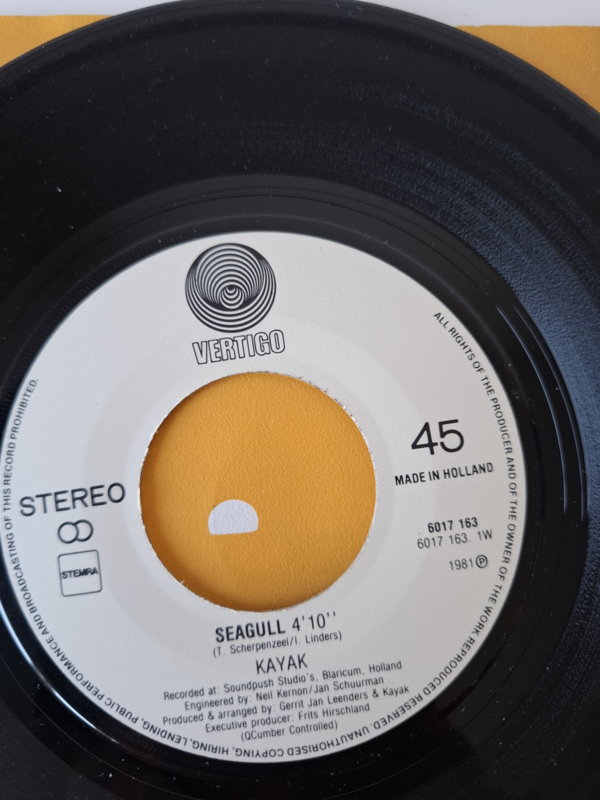 VERTIGO
ALL RIGHTS OF THE PRODUCER AND OF THE OWNER OF THE WORK REPRODUCED RESERVED. UNAUTHORISED COPYING, HIRING, LENDING, PUBLIC PERFORMANCE AND BROADCASTING OF THIS RECORD PROHIBITED.
45
MADE IN HOLLAND
STEREO
STEMRA
6017 163
6017 163. 1W
1981 Ⓟ
SEAGULL 4'10''
(T. Scherpenzeel/I. Linders)
KAYAK
Recorded at: Soundpush Studio's, Blaricum, Holland
Engineered by: Neil Kernon/Jan Schuurman
Produced & arranged by: Gerrit Jan Leenders & Kayak
Executive producer: Frits Hirschland
(QCumber Controlled)